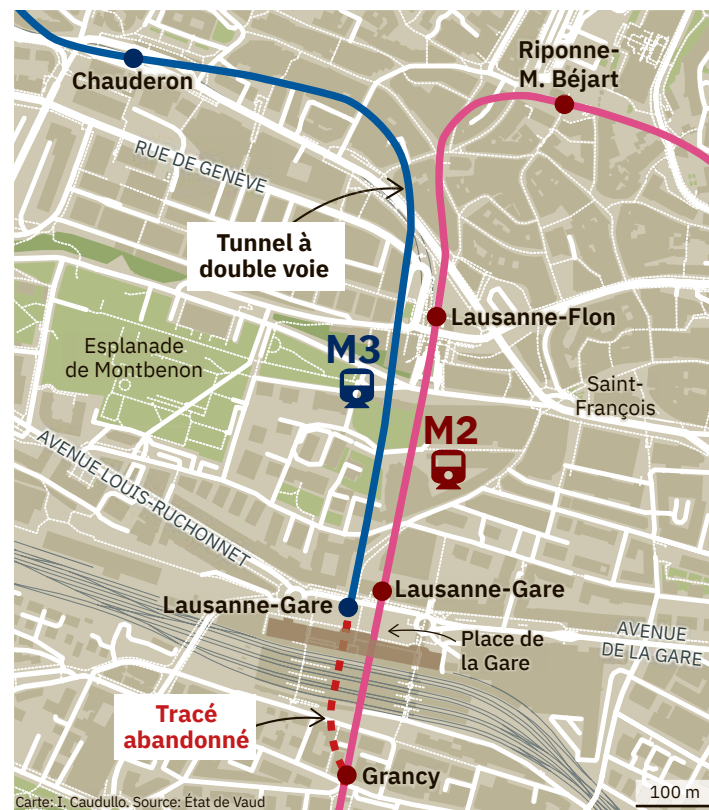 Riponne-
M. Béjart
Chauderon
RUE DE GENÈVE
Tunnel à
double voie
Lausanne-Flon
M3
Esplanade
de Montbenon
Saint-
François
M2
AVENUE LOUIS-RUCHONNET
Lausanne-Gare
Lausanne-Gare
Place de
la Gare
AVENUE
DE LA GARE
Tracé
abandonné
Grancy
100 m
Carte: I. Caudullo. Source: État de Vaud